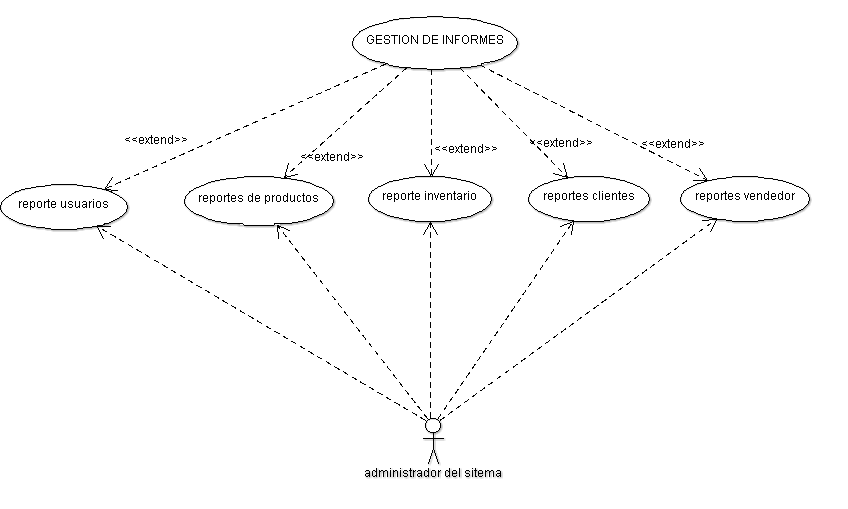 GESTION DE INFORMES
<<extend>>
<<extend>>
<<extend>>
<<extend>>
<<extend>>
reporte usuarios
reportes de productos
reporte inventario
reportes clientes
reportes vendedor
administrador del sitema